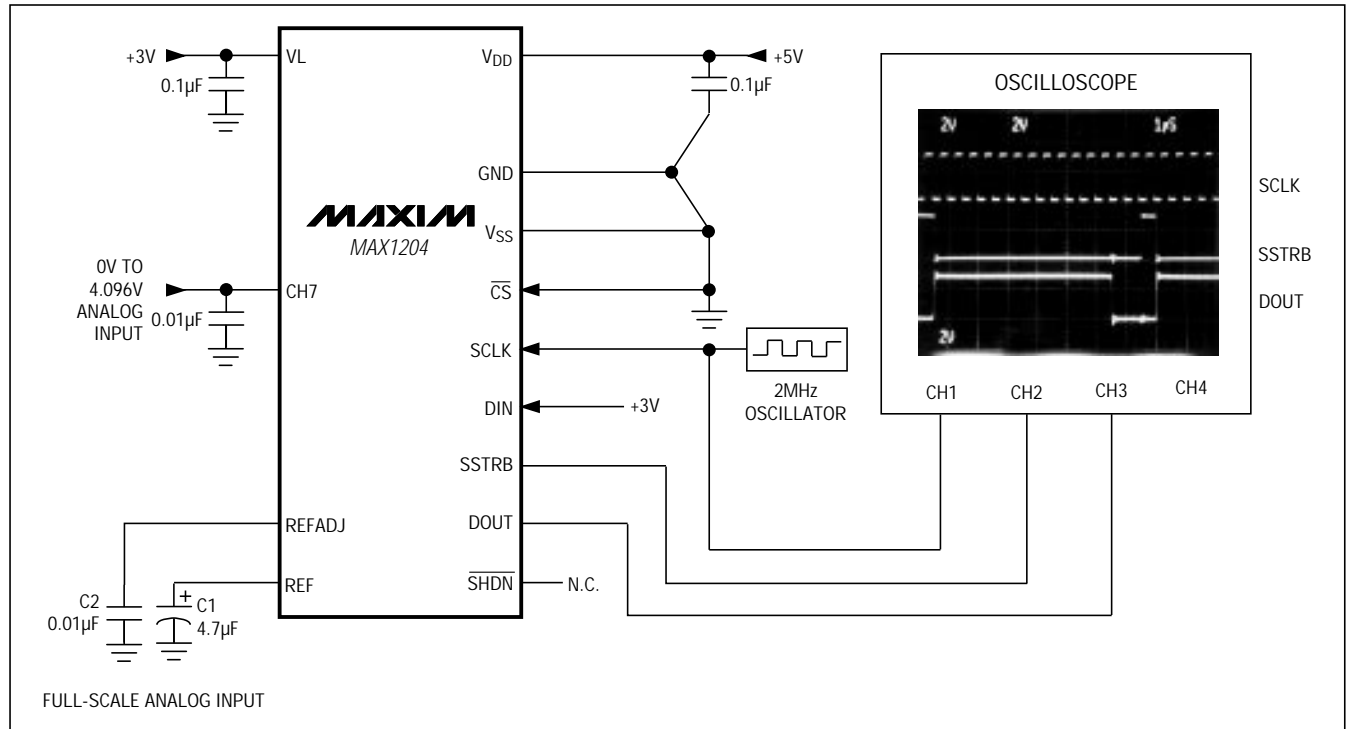 +3V
VL
0.1µF
VDD
+5V
0.1µF
GND
MAXIM
MAX1204
VSS
0V TO
4.096V
ANALOG
INPUT
CH7
0.01µF
CS
SCLK
2MHz
OSCILLATOR
DIN
+3V
SSTRB
REFADJ
DOUT
REF
SHDN
N.C.
C2
0.01µF
+
C1
4.7µF
FULL-SCALE ANALOG INPUT
OSCILLOSCOPE
2V
2V
2V
SCLK
SSTRB
DOUT
CH1
CH2
CH3
CH4